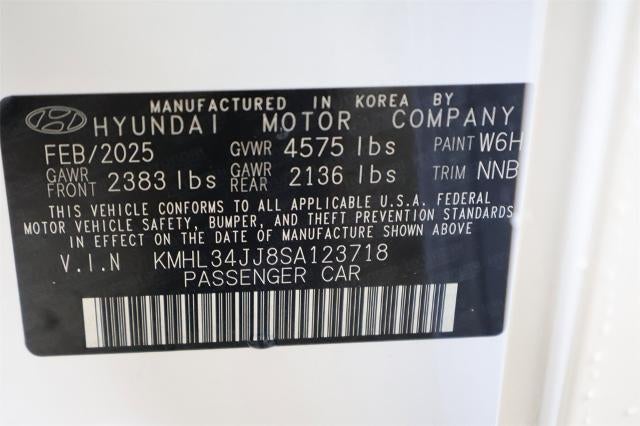 MANUFACTURED IN KOREA BY
HYUNDAI MOTOR COMPANY
FEB/2025 GVWR 4575 lbs PAINT W6H
GAWR FRONT 2383 lbs GAWR REAR 2136 lbs TRIM NNB
THIS VEHICLE CONFORMS TO ALL APPLICABLE U.S.A. FEDERAL
MOTOR VEHICLE SAFETY, BUMPER, AND THEFT PREVENTION STANDARDS
IN EFFECT ON THE DATE OF MANUFACTURE SHOWN ABOVE.
V.I.N KMHL34JJ8SA123718
PASSENGER CAR